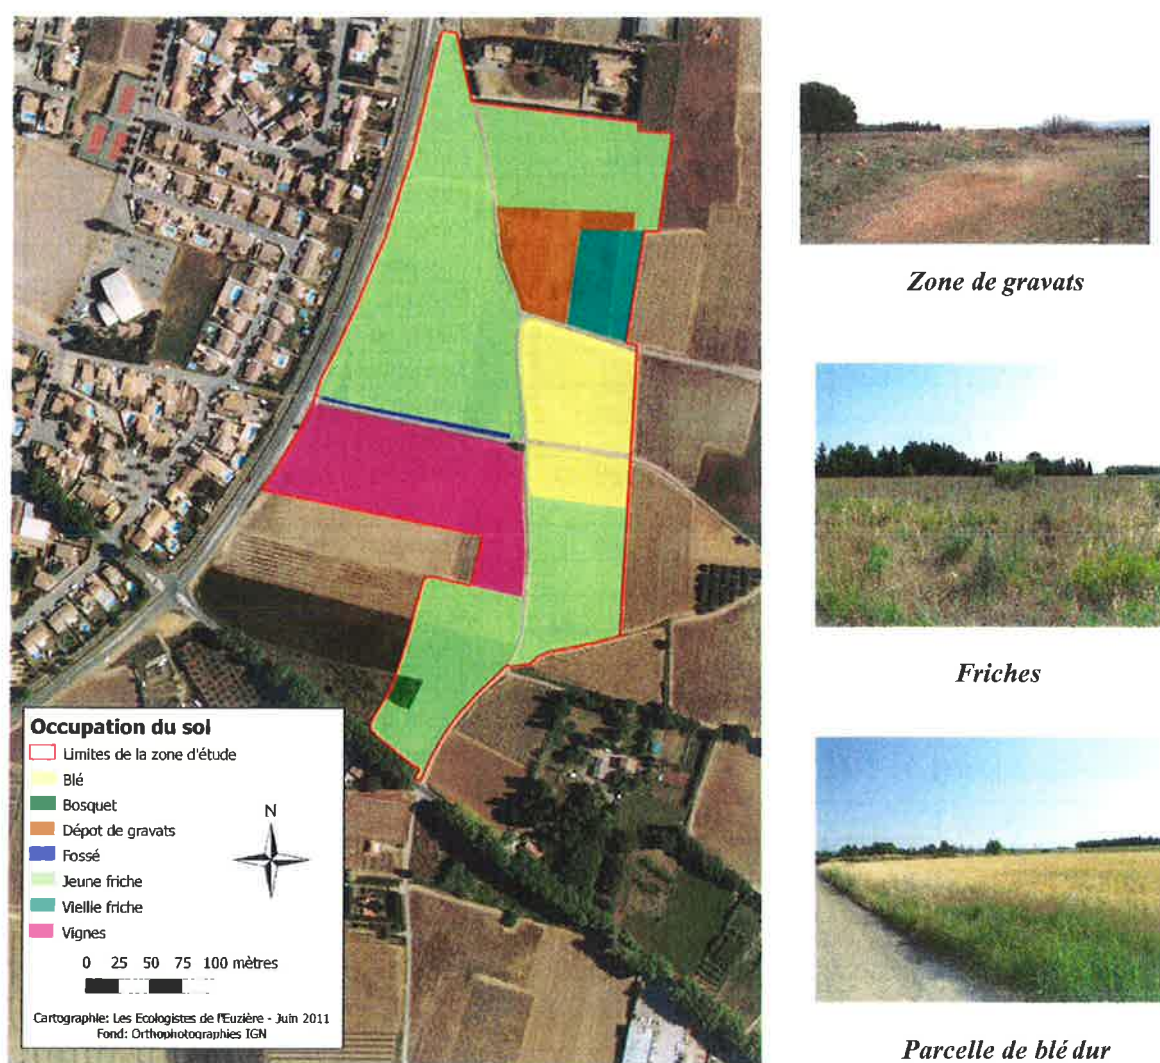 Occupation du sol
Limites de la zone d'étude
Blé
Bosquet
Dépot de gravats
Fossé
Jeune friche
Vieille friche
Vignes
N
0 25 50 75 100 mètres
Cartographie: Les Ecologistes de l'Euzière - Juin 2011
Fond: Orthophotographies IGN
Zone de gravats
Friches
Parcelle de blé dur